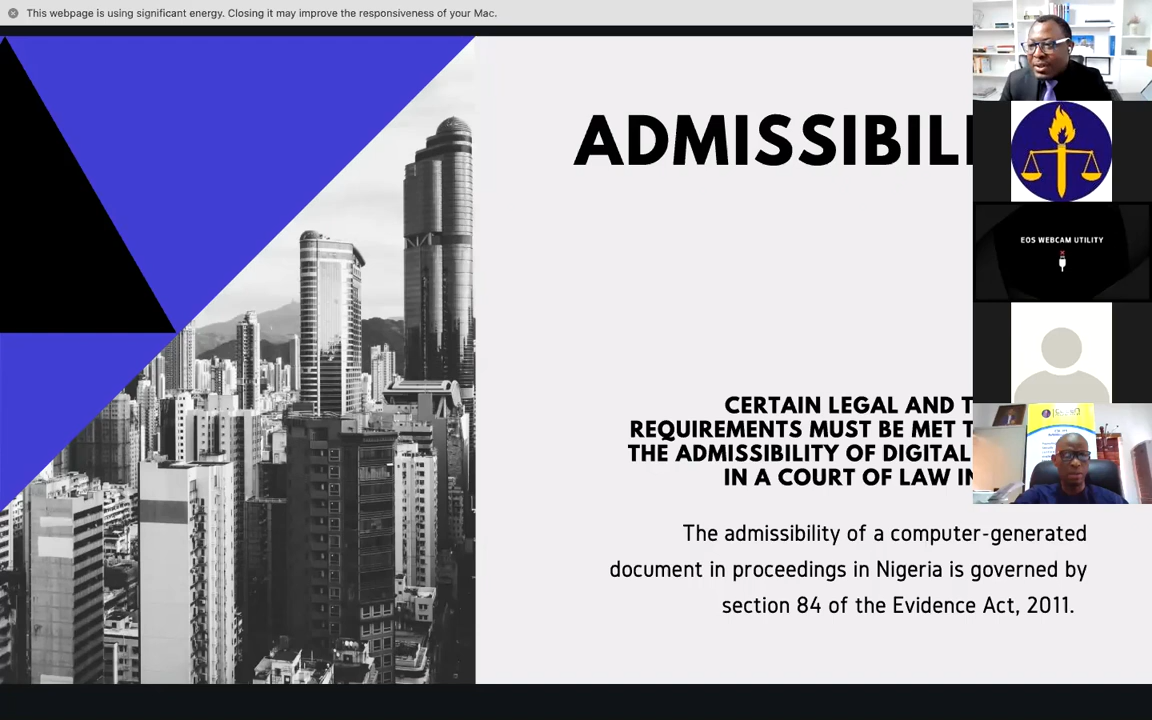 This webpage is using significant energy. Closing it may improve the responsiveness of your Mac.
ADMISSIBIL
EOS WEBCAM UTILITY
CERTAIN LEGAL AND T
REQUIREMENTS MUST BE MET T
THE ADMISSIBILITY OF DIGITAL
IN A COURT OF LAW IN
The admissibility of a computer-generated
document in proceedings in Nigeria is governed by
section 84 of the Evidence Act, 2011.